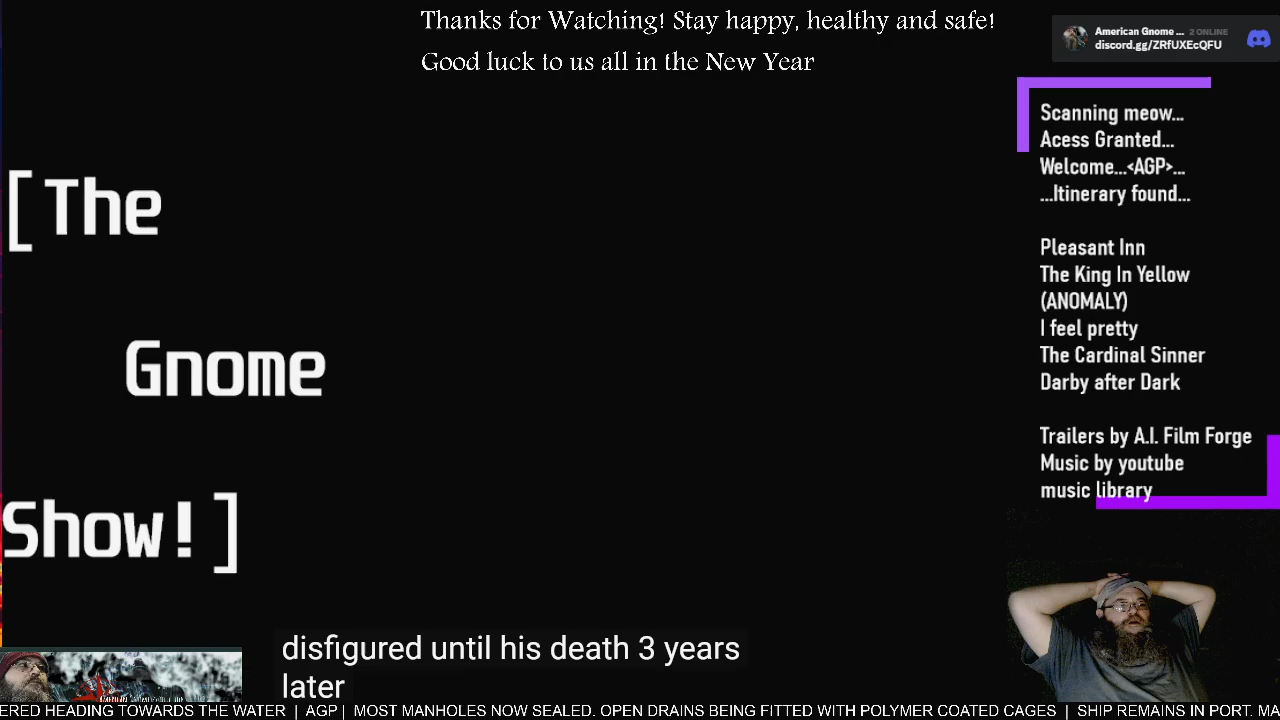 Thanks for Watching! Stay happy, healthy and safe!
Good luck to us all in the New Year
American Gnome ... 2 ONLINE
discord.gg/ZRfUXEcQFU
Scanning meow...
Acess Granted...
Welcome...<AGP>...
...Itinerary found...
Pleasant Inn
The King In Yellow
(ANOMALY)
I feel pretty
The Cardinal Sinner
Darby after Dark
Trailers by A.I. Film Forge
Music by youtube
music library
[The
Gnome
Show!]
disfigured until his death 3 years
later
ERED HEADING TOWARDS THE WATER | AGP | MOST MANHOLES NOW SEALED. OPEN DRAINS BEING FITTED WITH POLYMER COATED CAGES | SHIP REMAINS IN PORT. MA